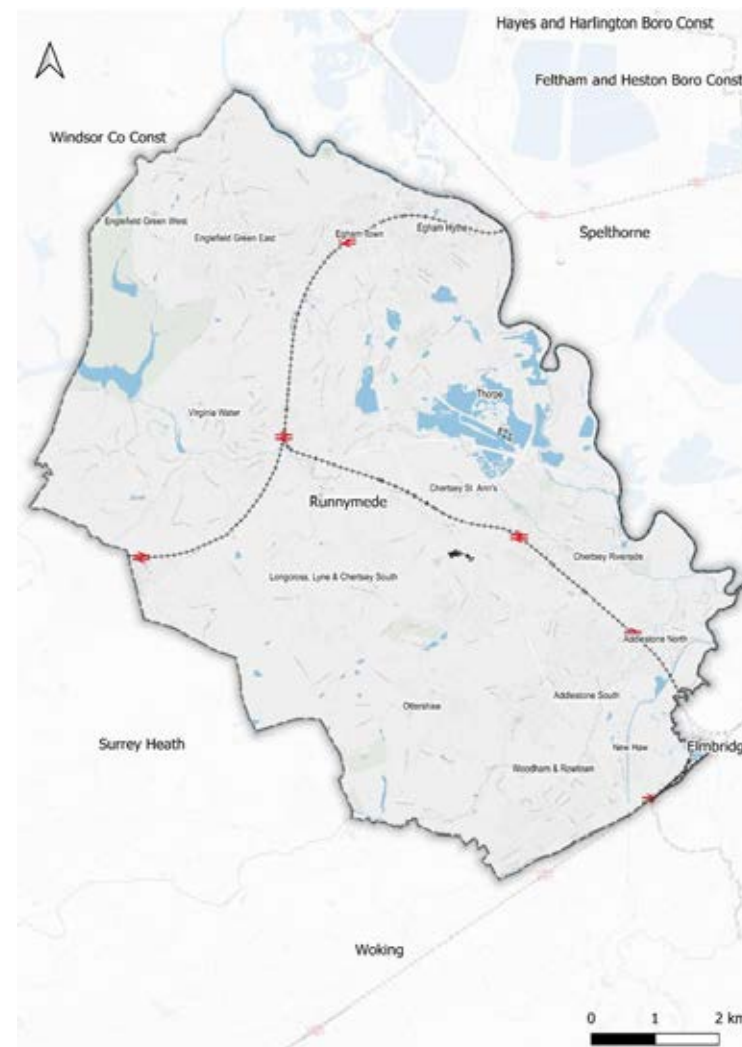 Hayes and Harlington Boro Const
Feltham and Heston Boro Const
Windsor Co Const
Englefield Green West
Englefield Green East
Egham Town
Egham Hythe
Spelthorne
Thorpe
Virginia Water
Chertsey St. Ann's
Runnymede
Chertsey Riverside
Longcross, Lyne & Chertsey South
Addlestone North
Addlestone South
Ottershaw
Surrey Heath
New Haw
Elmbridg
Woodham & Rowtown
Woking
0 1 2 km